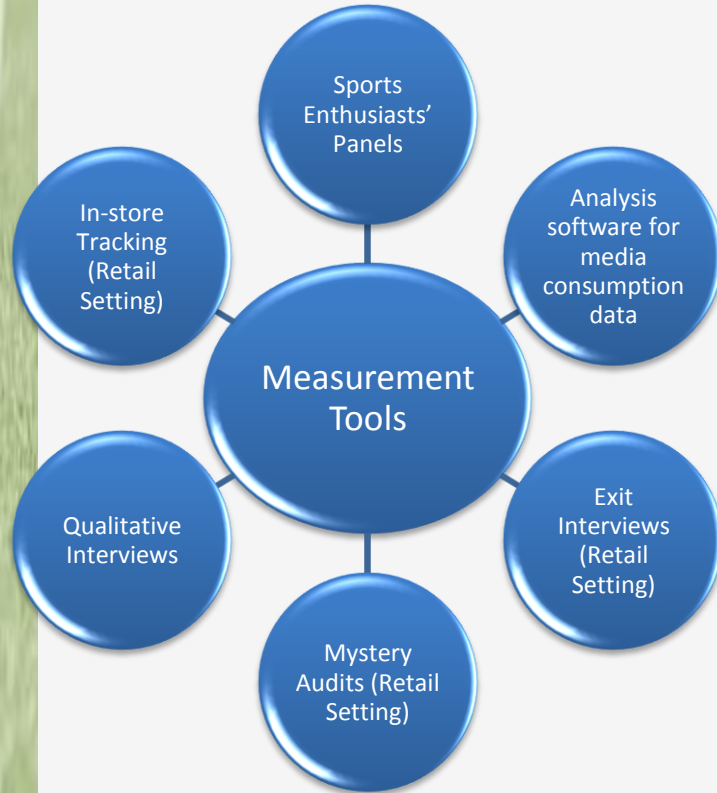 Sports
Enthusiasts’
Panels
In-store
Tracking
(Retail
Setting)
Analysis
software for
media
consumption
data
Measurement
Tools
Qualitative
Interviews
Exit
Interviews
(Retail
Setting)
Mystery
Audits (Retail
Setting)